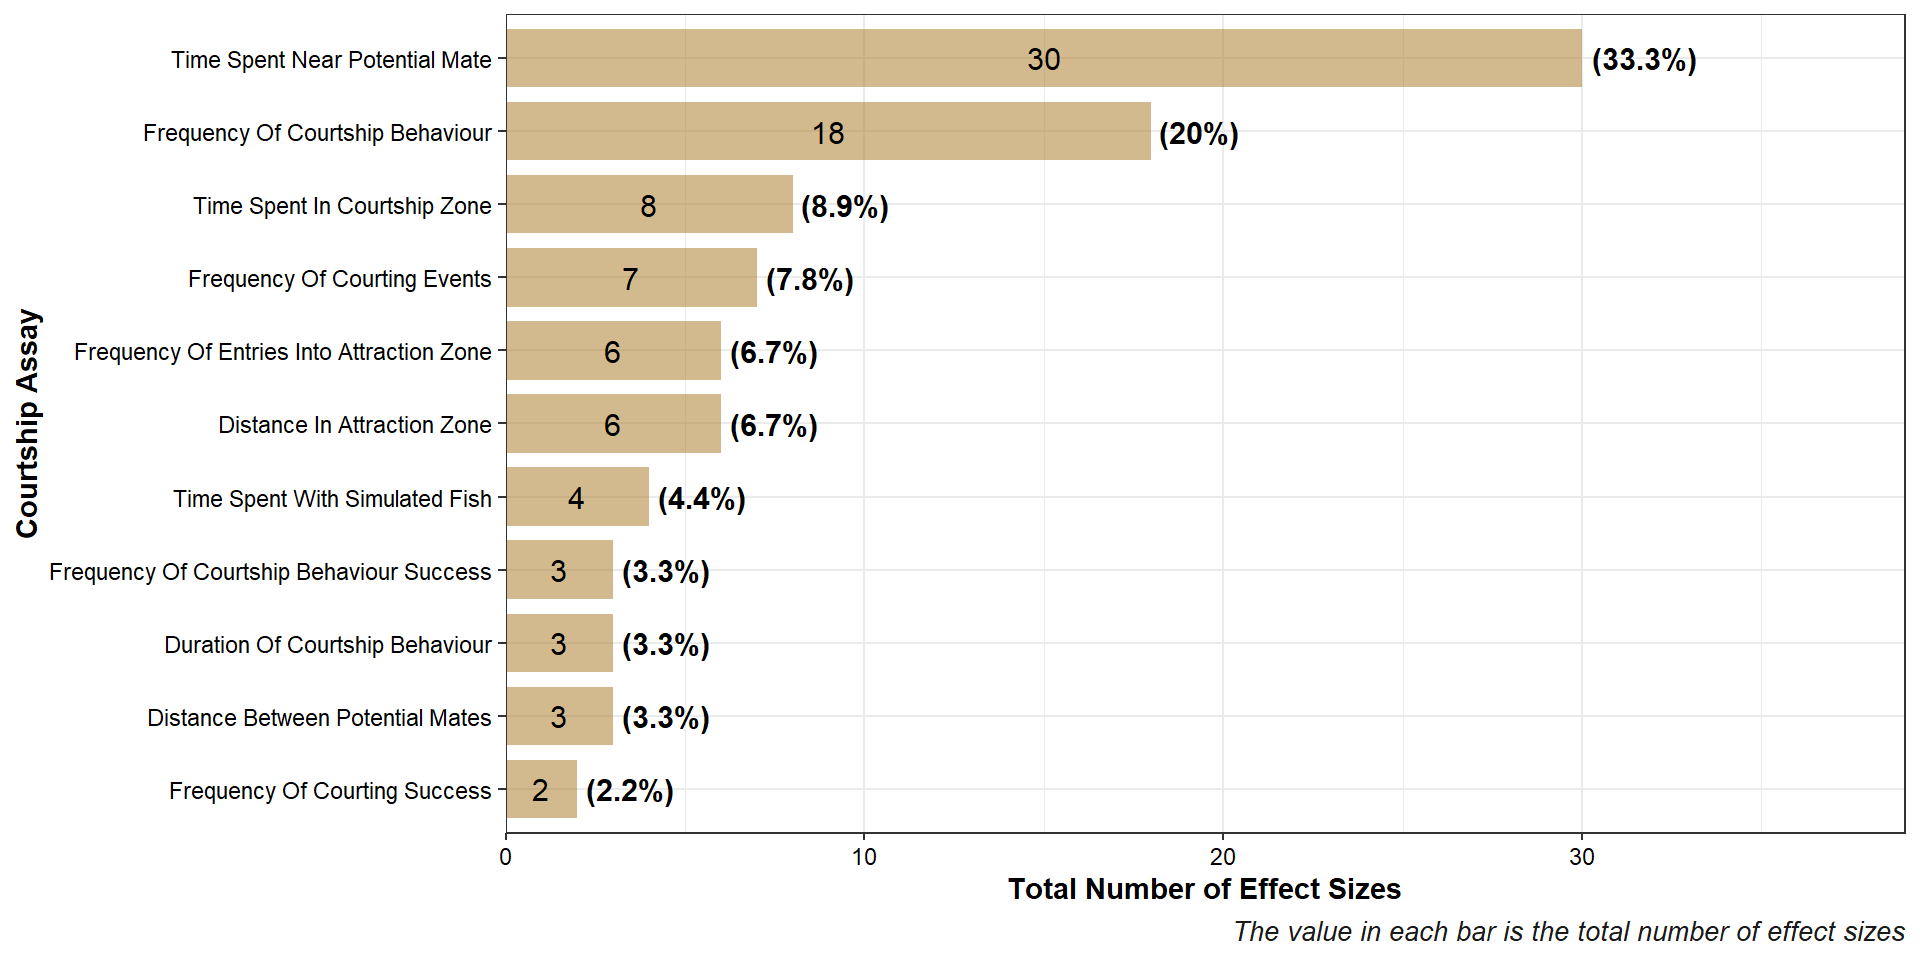 Courtship Assay
Time Spent Near Potential Mate 30 (33.3%)
Frequency Of Courtship Behaviour 18 (20%)
Time Spent In Courtship Zone 8 (8.9%)
Frequency Of Courting Events 7 (7.8%)
Frequency Of Entries Into Attraction Zone 6 (6.7%)
Distance In Attraction Zone 6 (6.7%)
Time Spent With Simulated Fish 4 (4.4%)
Frequency Of Courtship Behaviour Success 3 (3.3%)
Duration Of Courtship Behaviour 3 (3.3%)
Distance Between Potential Mates 3 (3.3%)
Frequency Of Courting Success 2 (2.2%)
0 10 20 30
Total Number of Effect Sizes
The value in each bar is the total number of effect sizes